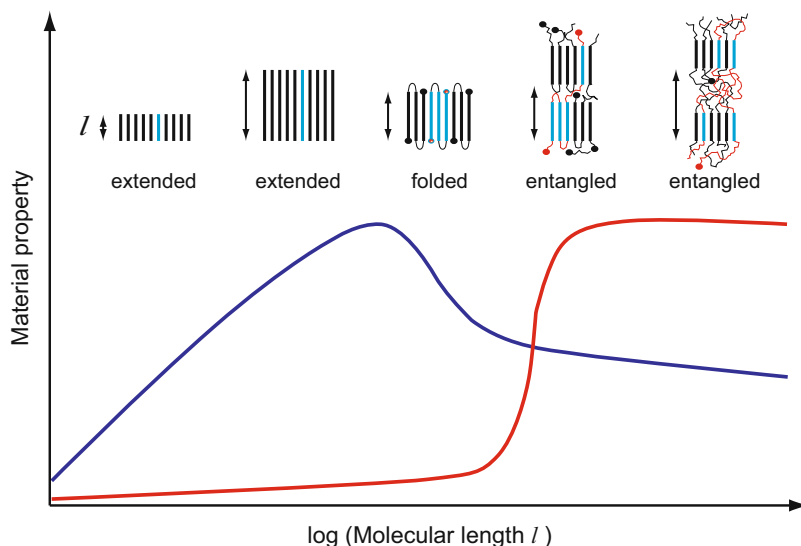 l
extended
extended
folded
entangled
entangled
Material property
log (Molecular length l )